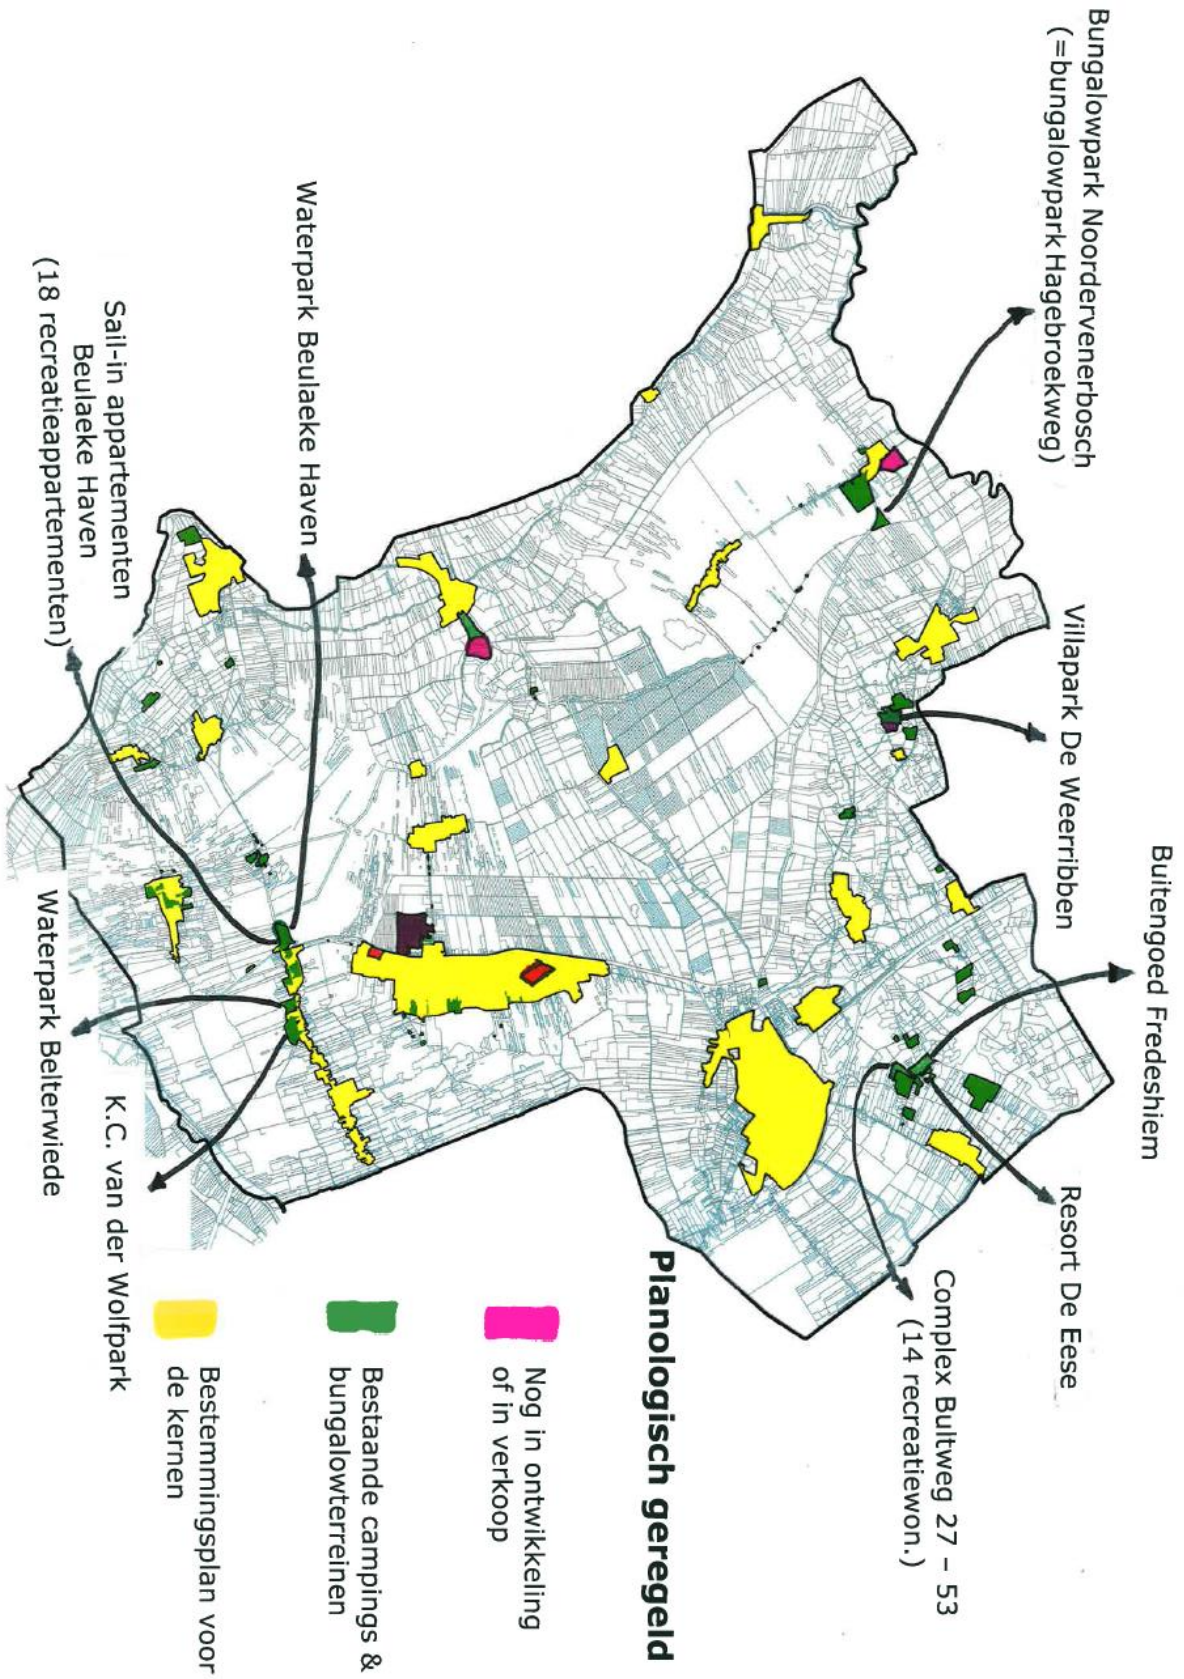 Bungalowpark Noordervenerbosch
(=bungalowpark Hagebroekweg)
Villapark De Weerribben
Buitengoed Fredeshiem
Resort De Eese
Complex Bultweg 27 – 53
(14 recreatiewon.)
Waterpark Beulaeke Haven
Sail-in appartementen
Beulaeke Haven
(18 recreatieappartementen)
Waterpark Belterwiede
K.C. van der Wolfpark
Planologisch geregeld
Nog in ontwikkeling
of in verkoop
Bestaande campings &
bungalowterreinen
Bestemmingsplan voor
de kernen